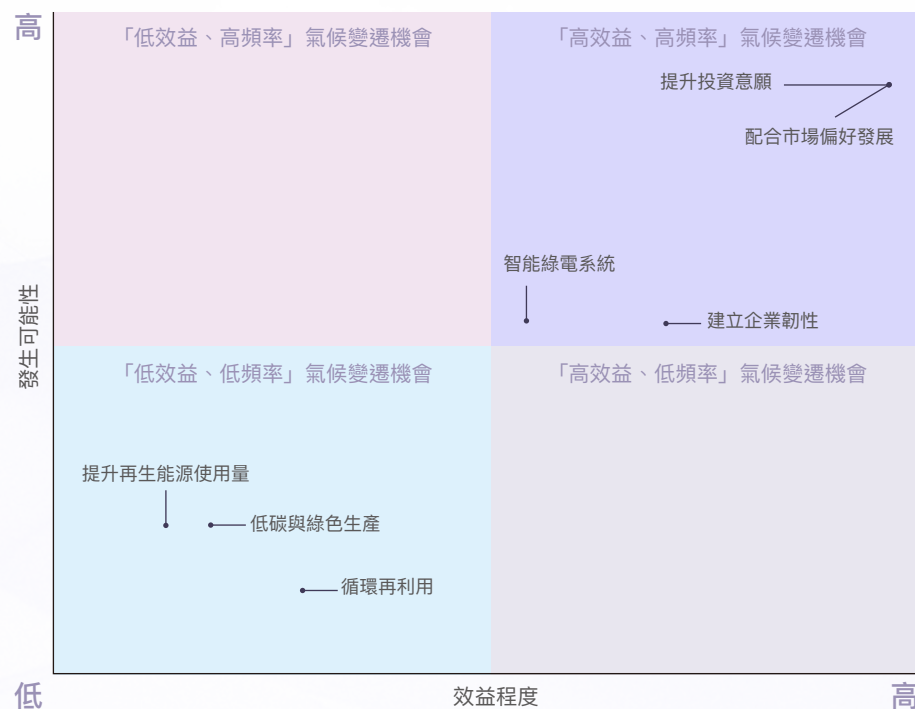 高
「低效益、高頻率」氣候變遷機會
「高效益、高頻率」氣候變遷機會
提升投資意願
配合市場偏好發展
智能綠電系統
建立企業韌性
發生可能性
「低效益、低頻率」氣候變遷機會
「高效益、低頻率」氣候變遷機會
提升再生能源使用量
低碳與綠色生產
循環再利用
低
效益程度
高